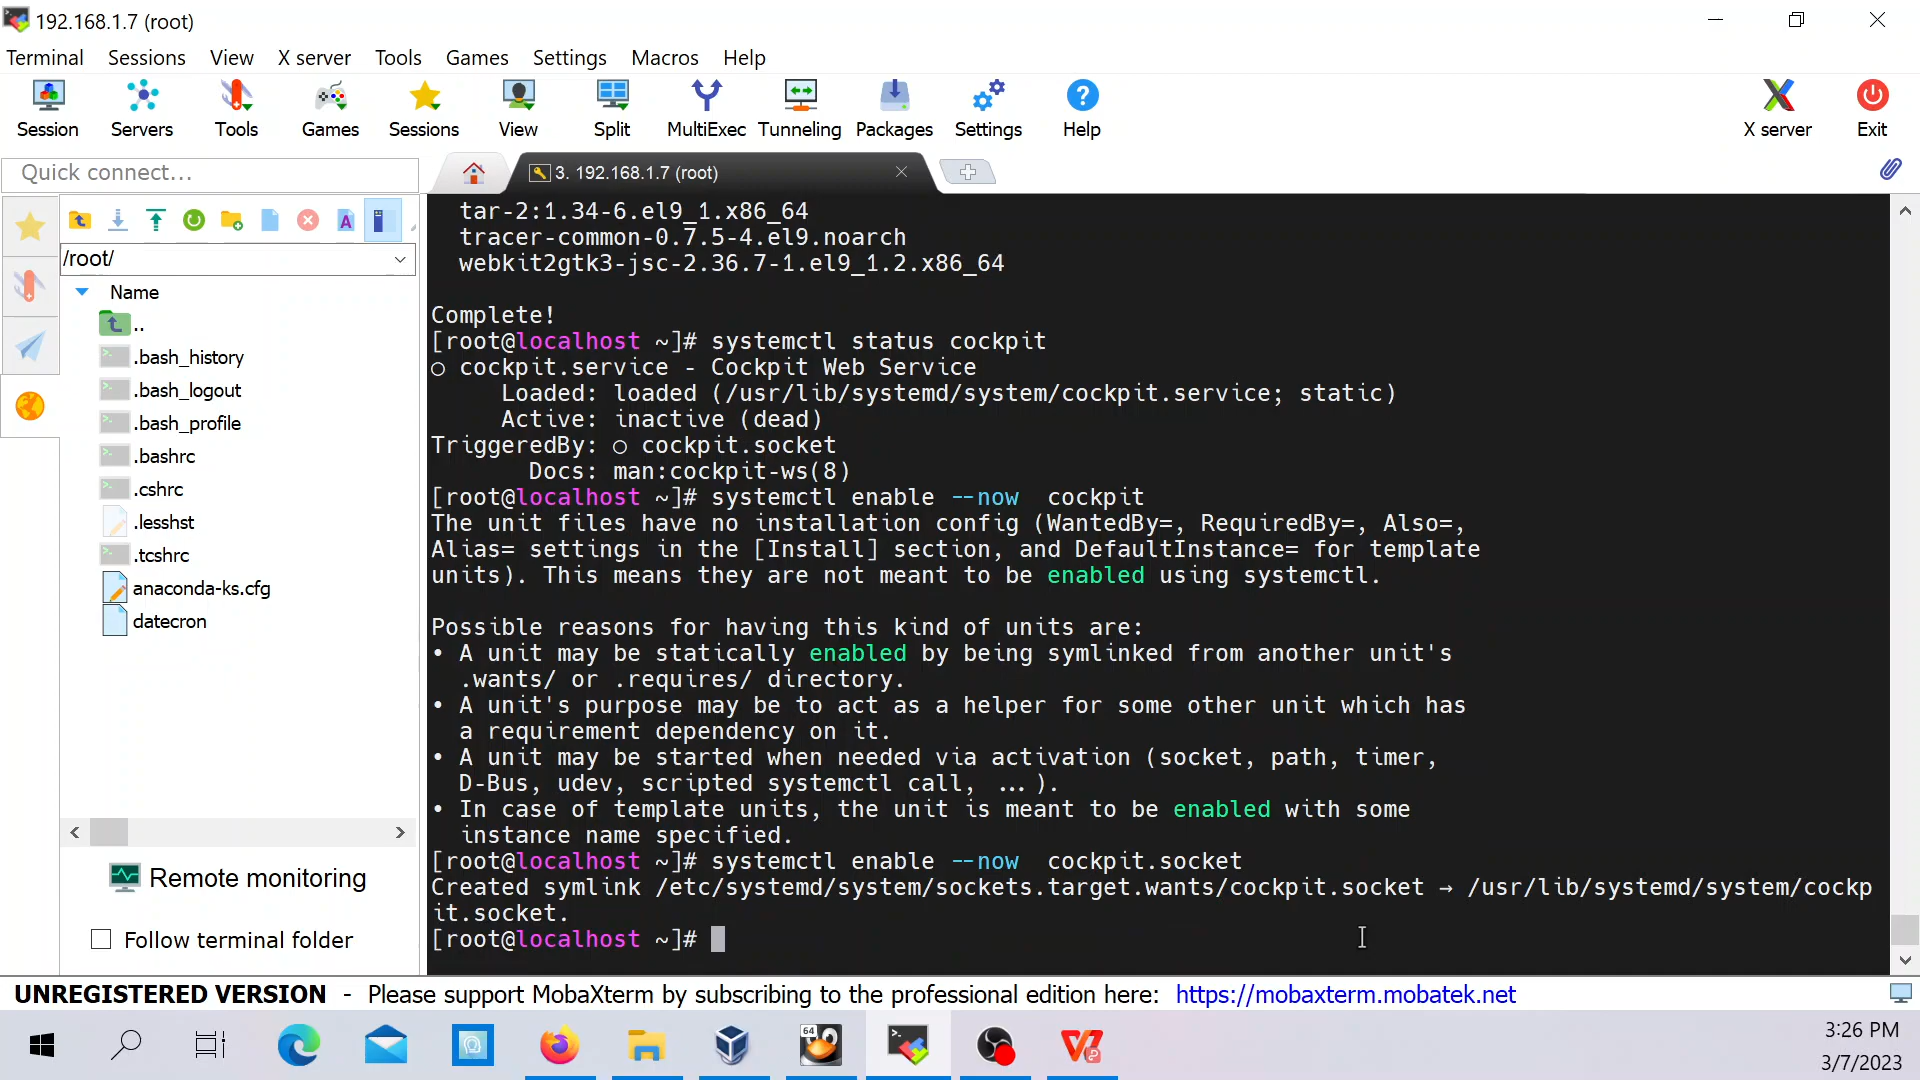 192.168.1.7 (root)
Terminal Sessions View X server Tools Games Settings Macros Help
Session Servers Tools Games Sessions View Split MultiExec Tunneling Packages Settings Help X server Exit
Quick connect...
3. 192.168.1.7 (root)
/root/
Name
..
.bash_history
.bash_logout
.bash_profile
.bashrc
.cshrc
.lesshst
.tcshrc
anaconda-ks.cfg
datecron
Remote monitoring
Follow terminal folder
tar-2:1.34-6.el9_1.x86_64
tracer-common-0.7.5-4.el9.noarch
webkit2gtk3-jsc-2.36.7-1.el9_1.2.x86_64
Complete!
[root@localhost ~]# systemctl status cockpit
○ cockpit.service - Cockpit Web Service
Loaded: loaded (/usr/lib/systemd/system/cockpit.service; static)
Active: inactive (dead)
TriggeredBy: ○ cockpit.socket
Docs: man:cockpit-ws(8)
[root@localhost ~]# systemctl enable --now  cockpit
The unit files have no installation config (WantedBy=, RequiredBy=, Also=,
Alias= settings in the [Install] section, and DefaultInstance= for template
units). This means they are not meant to be enabled using systemctl.
Possible reasons for having this kind of units are:
• A unit may be statically enabled by being symlinked from another unit's
.wants/ or .requires/ directory.
• A unit's purpose may be to act as a helper for some other unit which has
a requirement dependency on it.
• A unit may be started when needed via activation (socket, path, timer,
D-Bus, udev, scripted systemctl call, ...).
• In case of template units, the unit is meant to be enabled with some
instance name specified.
[root@localhost ~]# systemctl enable --now  cockpit.socket
Created symlink /etc/systemd/system/sockets.target.wants/cockpit.socket → /usr/lib/systemd/system/cockp
it.socket.
[root@localhost ~]#
UNREGISTERED VERSION - Please support MobaXterm by subscribing to the professional edition here: https://mobaxterm.mobatek.net
64
3:26 PM
3/7/2023